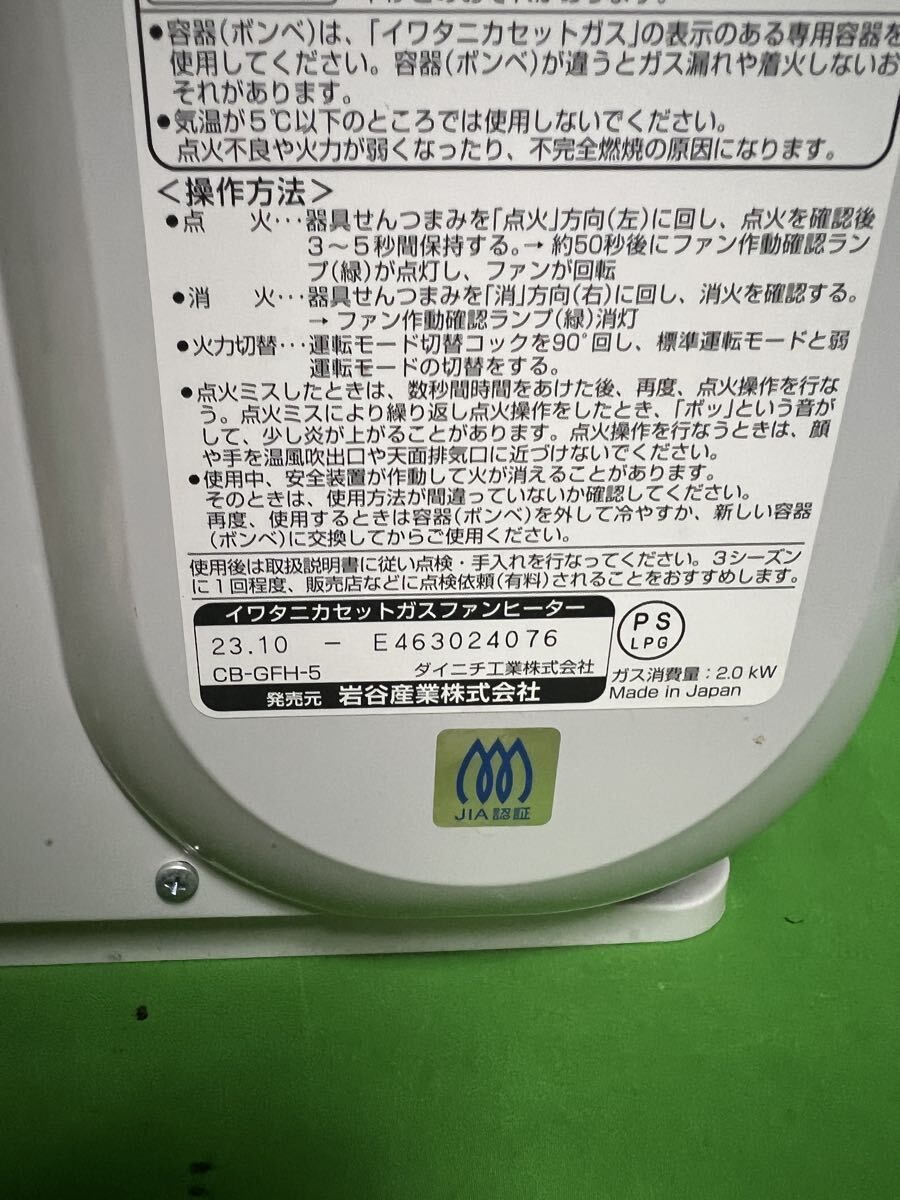 ●容器(ボンベ)は、「イワタニカセットガス」の表示のある専用容器を
使用してください。容器(ボンベ)が違うとガス漏れや着火しないお
それがあります。
●気温が5℃以下のところでは使用しないでください。
点火不良や火力が弱くなったり、不完全燃焼の原因になります。
＜操作方法＞
●点　火…器具せんつまみを「点火」方向(左)に回し、点火を確認後
3～5秒間保持する。→ 約50秒後にファン作動確認ラン
プ(緑)が点灯し、ファンが回転
●消　火…器具せんつまみを「消」方向(右)に回し、消火を確認する。
→ ファン作動確認ランプ(緑)消灯
●火力切替…運転モード切替コックを90°回し、標準運転モードと弱
運転モードの切替をする。
●点火ミスしたときは、数秒間時間をあけた後、再度、点火操作を行な
う。点火ミスにより繰り返し点火操作をしたとき、「ボッ」という音が
して、少し炎が上がることがあります。点火操作を行なうときは、顔
や手を温風吹出口や天面排気口に近づけないでください。
●使用中、安全装置が作動して火が消えることがあります。
そのときは、使用方法が間違っていないか確認してください。
再度、使用するときは容器(ボンベ)を外して冷やすか、新しい容器
(ボンベ)に交換してからご使用ください。
使用後は取扱説明書に従い点検・手入れを行なってください。3シーズン
に1回程度、販売店などに点検依頼(有料)されることをおすすめします。
イワタニカセットガスファンヒーター
23.10 － E463024076
CB-GFH-5 ダイニチ工業株式会社
発売元 岩谷産業株式会社
PS
LPG
ガス消費量：2.0 kW
Made in Japan
JIA認証